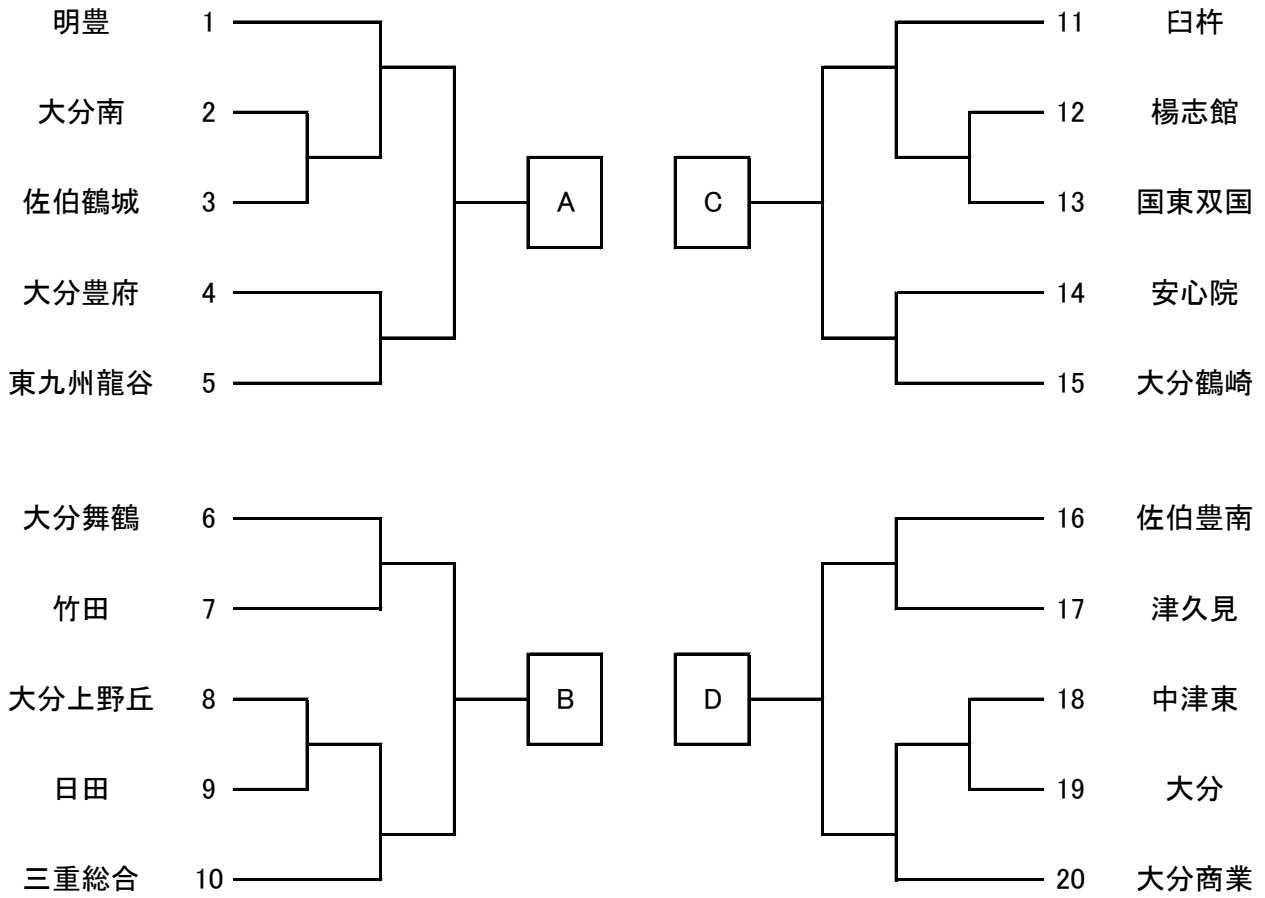 明豊 1
大分南 2
佐伯鶴城 3
大分豊府 4
東九州龍谷 5
A
大分舞鶴 6
竹田 7
大分上野丘 8
日田 9
三重総合 10
B
11 臼杵
12 楊志館
13 国東双国
14 安心院
15 大分鶴崎
C
16 佐伯豊南
17 津久見
18 中津東
19 大分
20 大分商業
D